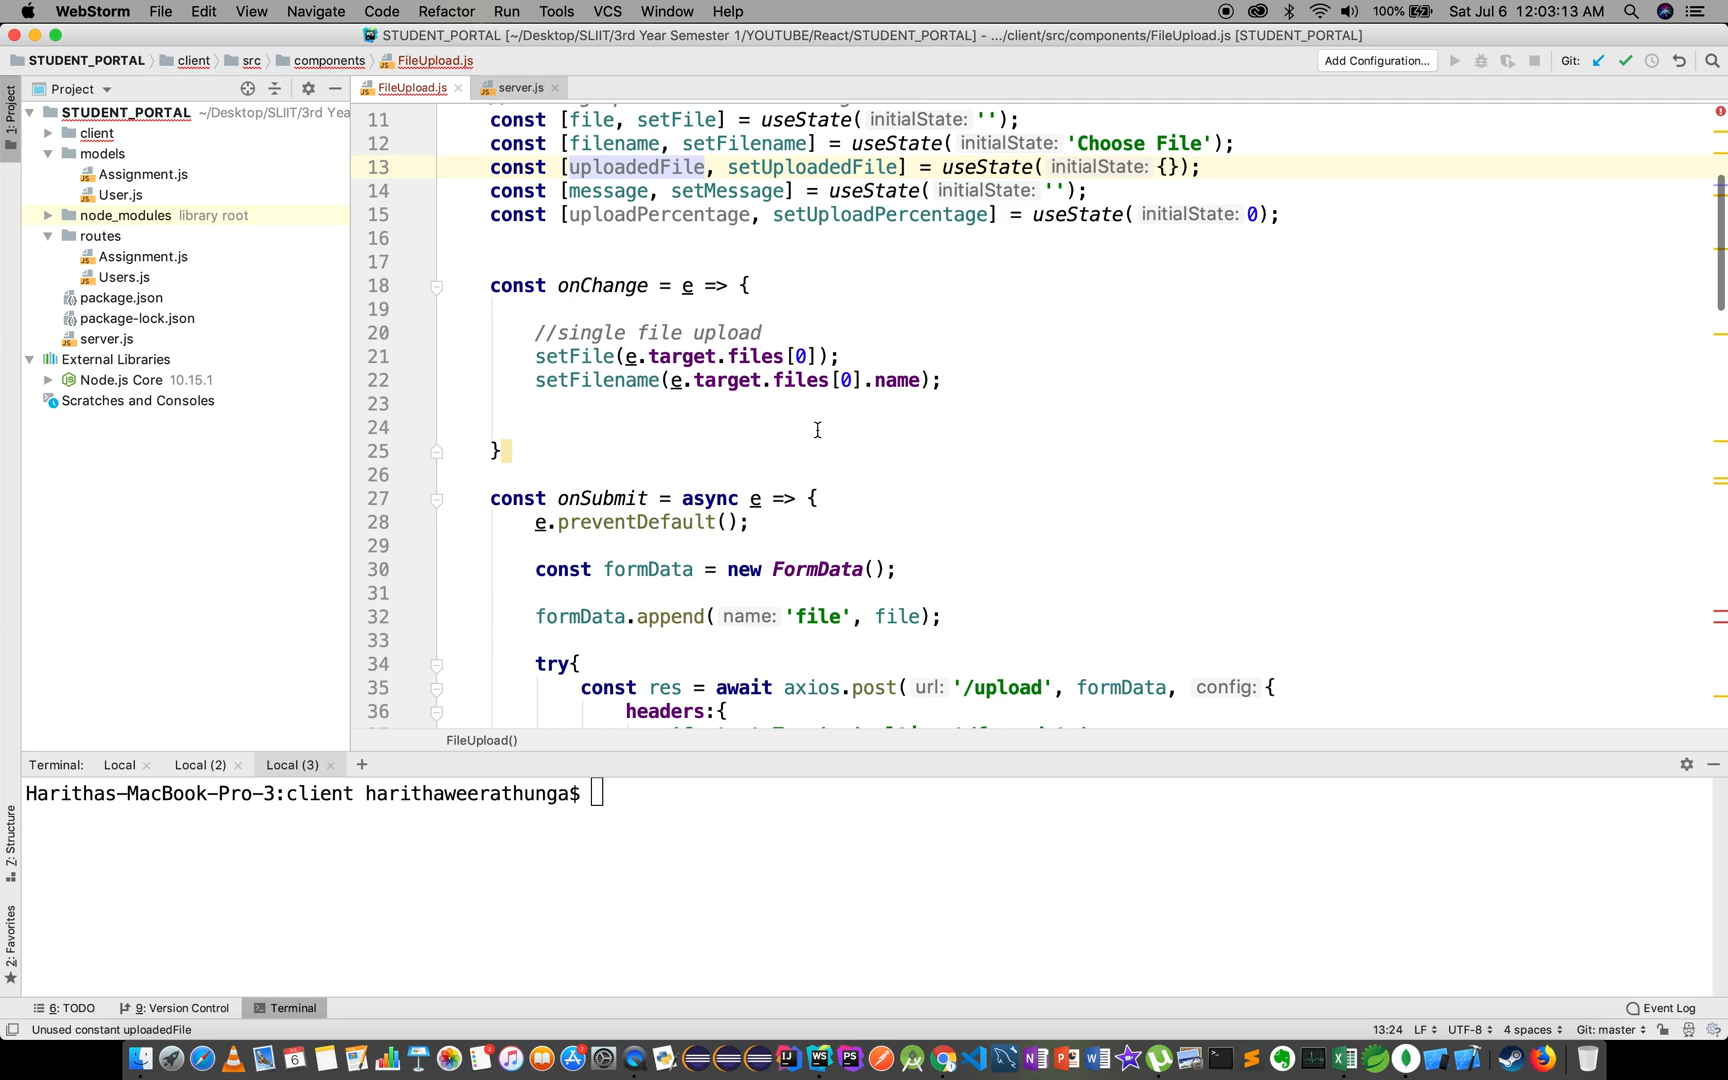 WebStorm File Edit View Navigate Code Refactor Run Tools VCS Window Help 100% Sat Jul 6 12:03:13 AM
STUDENT_PORTAL [~/Desktop/SLIIT/3rd Year Semester 1/YOUTUBE/React/STUDENT_PORTAL] - .../client/src/components/FileUpload.js [STUDENT_PORTAL]
STUDENT_PORTAL client src components FileUpload.js Add Configuration... Git:
Project FileUpload.js server.js
1: Project
STUDENT_PORTAL ~/Desktop/SLIIT/3rd Yea
client
models
Assignment.js
User.js
node_modules library root
routes
Assignment.js
Users.js
package.json
package-lock.json
server.js
External Libraries
Node.js Core 10.15.1
Scratches and Consoles
11 const [file, setFile] = useState( initialState: '');
12 const [filename, setFilename] = useState( initialState: 'Choose File');
13 const [uploadedFile, setUploadedFile] = useState( initialState: {});
14 const [message, setMessage] = useState( initialState: '');
15 const [uploadPercentage, setUploadPercentage] = useState( initialState: 0);
16
17
18 const onChange = e => {
19
20 //single file upload
21 setFile(e.target.files[0]);
22 setFilename(e.target.files[0].name);
23
24
25 }
26
27 const onSubmit = async e => {
28 e.preventDefault();
29
30 const formData = new FormData();
31
32 formData.append( name: 'file', file);
33
34 try{
35 const res = await axios.post( url: '/upload', formData, config: {
36 headers:{
FileUpload()
Terminal: Local Local (2) Local (3) +
Harithas-MacBook-Pro-3:client harithaweerathunga$
Z: Structure
2: Favorites
6: TODO 9: Version Control Terminal Event Log
Unused constant uploadedFile 13:24 LF UTF-8 4 spaces Git: master